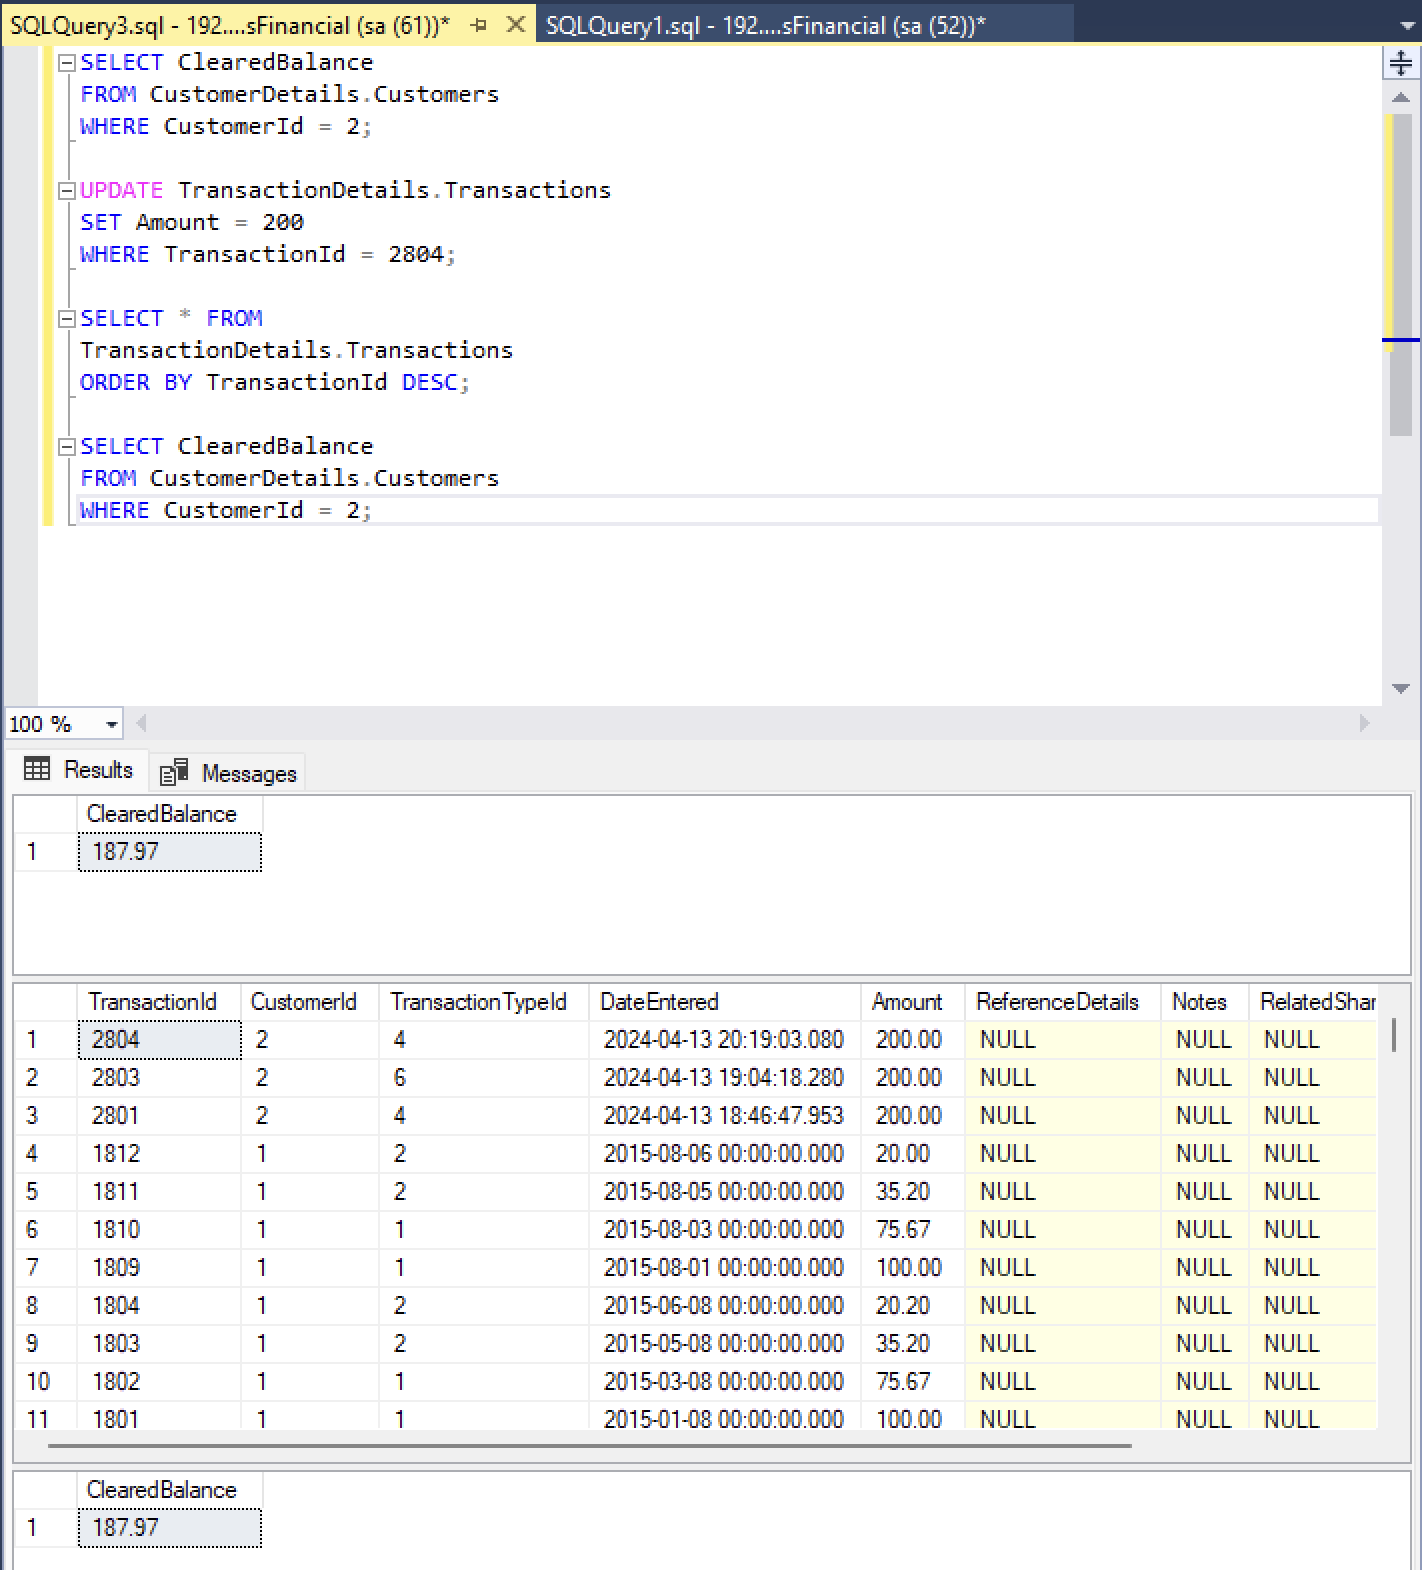 SQLQuery3.sql - 192....sFinancial (sa (61))* SQLQuery1.sql - 192....sFinancial (sa (52))*
SELECT ClearedBalance
FROM CustomerDetails.Customers
WHERE CustomerId = 2;
UPDATE TransactionDetails.Transactions
SET Amount = 200
WHERE TransactionId = 2804;
SELECT * FROM
TransactionDetails.Transactions
ORDER BY TransactionId DESC;
SELECT ClearedBalance
FROM CustomerDetails.Customers
WHERE CustomerId = 2;
100 %
Results Messages
ClearedBalance
1 187.97
TransactionId CustomerId TransactionTypeId DateEntered Amount ReferenceDetails Notes RelatedShar
1 2804 2 4 2024-04-13 20:19:03.080 200.00 NULL NULL NULL
2 2803 2 6 2024-04-13 19:04:18.280 200.00 NULL NULL NULL
3 2801 2 4 2024-04-13 18:46:47.953 200.00 NULL NULL NULL
4 1812 1 2 2015-08-06 00:00:00.000 20.00 NULL NULL NULL
5 1811 1 2 2015-08-05 00:00:00.000 35.20 NULL NULL NULL
6 1810 1 1 2015-08-03 00:00:00.000 75.67 NULL NULL NULL
7 1809 1 1 2015-08-01 00:00:00.000 100.00 NULL NULL NULL
8 1804 1 2 2015-06-08 00:00:00.000 20.20 NULL NULL NULL
9 1803 1 2 2015-05-08 00:00:00.000 35.20 NULL NULL NULL
10 1802 1 1 2015-03-08 00:00:00.000 75.67 NULL NULL NULL
11 1801 1 1 2015-01-08 00:00:00.000 100.00 NULL NULL NULL
ClearedBalance
1 187.97